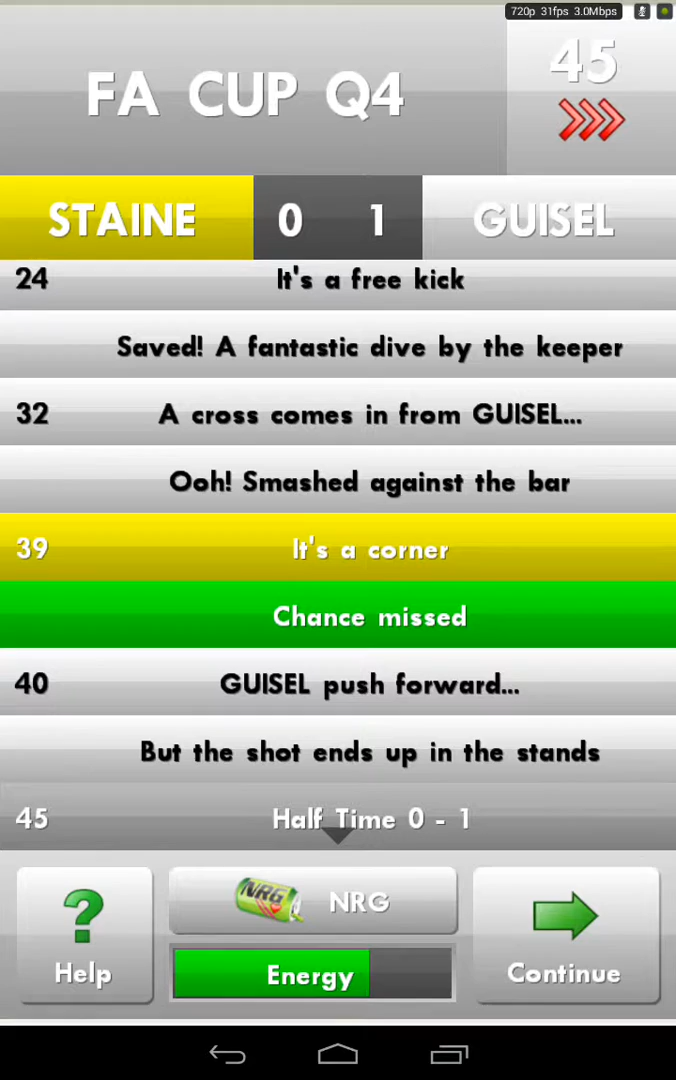 720p 31fps 3.0Mbps
FA CUP Q4
45
STAINE 0 1 GUISEL
24 It's a free kick
Saved! A fantastic dive by the keeper
32 A cross comes in from GUISEL...
Ooh! Smashed against the bar
39 It's a corner
Chance missed
40 GUISEL push forward...
But the shot ends up in the stands
45 Half Time 0 - 1
? Help
NRG NRG
Energy
Continue